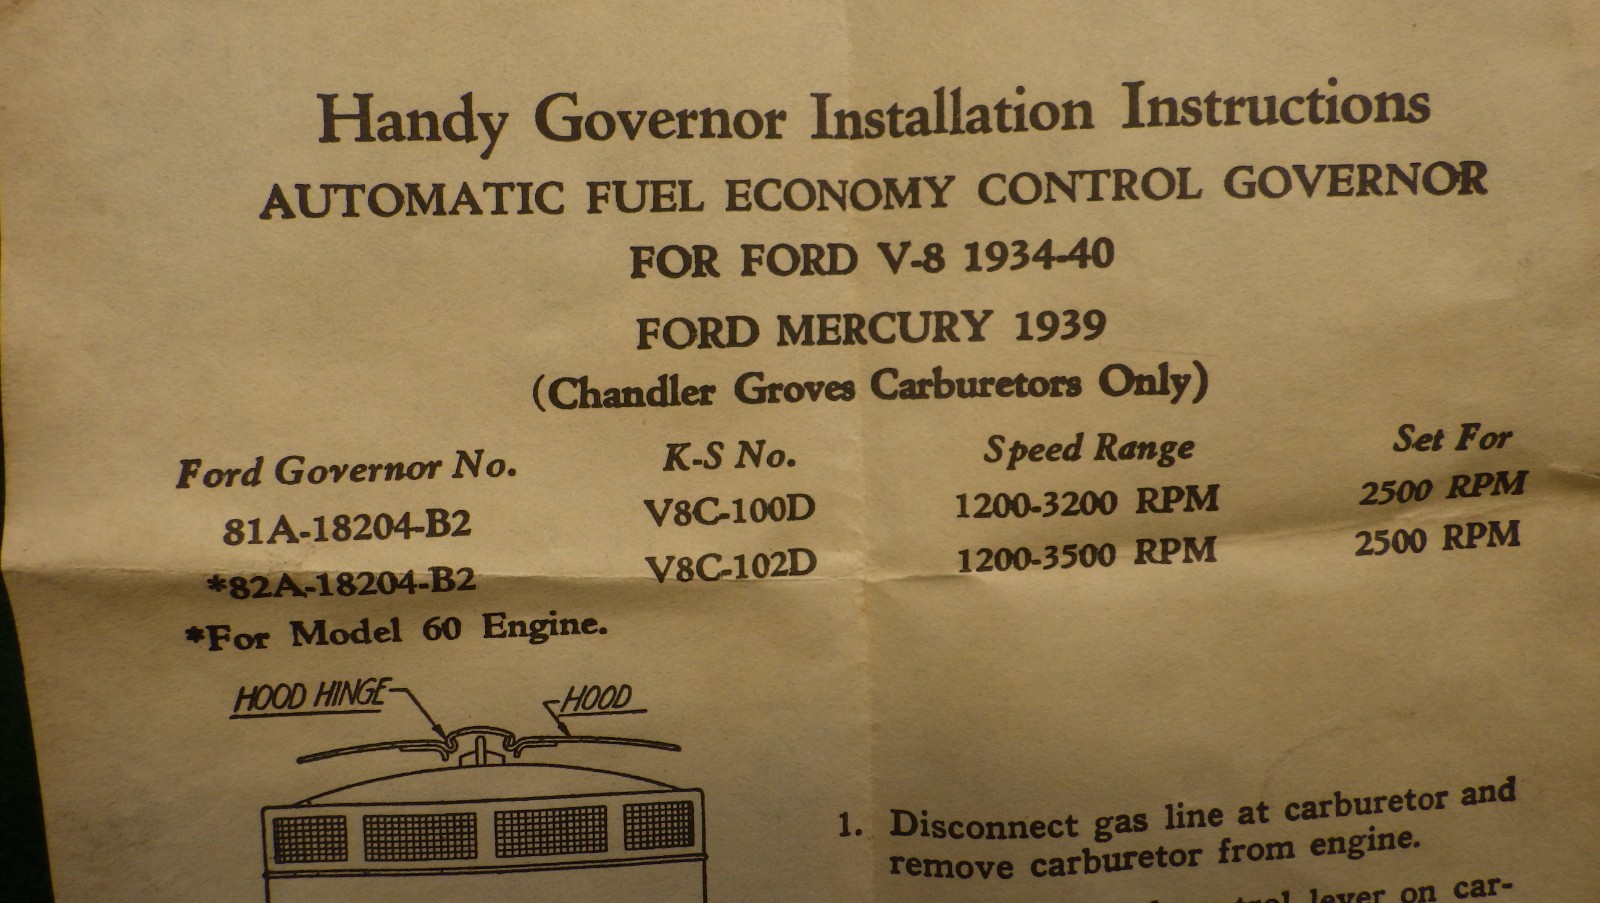 Handy Governor Installation Instructions
AUTOMATIC FUEL ECONOMY CONTROL GOVERNOR
FOR FORD V-8 1934-40
FORD MERCURY 1939
(Chandler Groves Carburetors Only)
Ford Governor No. K-S No. Speed Range Set For
81A-18204-B2 V8C-100D 1200-3200 RPM 2500 RPM
*82A-18204-B2 V8C-102D 1200-3500 RPM 2500 RPM
*For Model 60 Engine.
HOOD HINGE HOOD
1. Disconnect gas line at carburetor and
remove carburetor from engine.
lever on car-